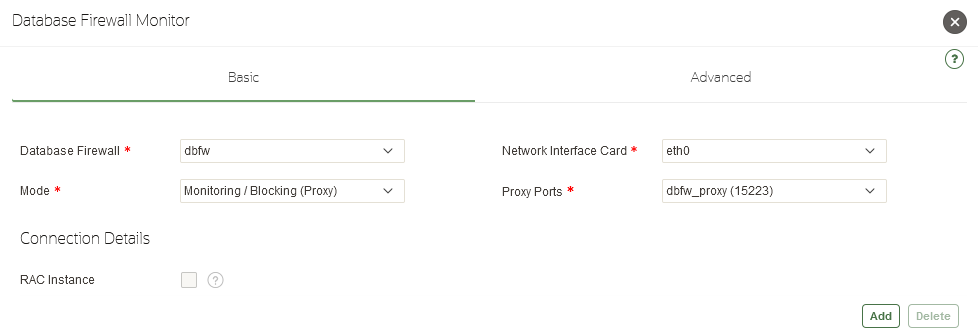 Database Firewall Monitor
?
Basic Advanced
Database Firewall * dbfw Network Interface Card * eth0
Mode * Monitoring / Blocking (Proxy) Proxy Ports * dbfw_proxy (15223)
Connection Details
RAC Instance ?
Add Delete